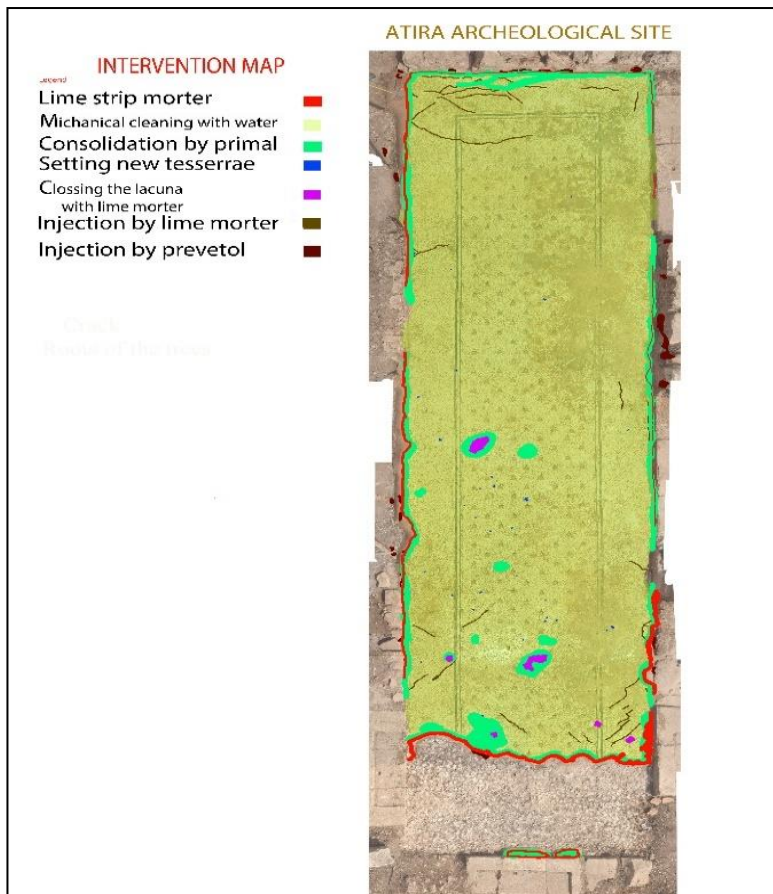 ATIRA ARCHEOLOGICAL SITE
INTERVENTION MAP
Legend
Lime strip morter
Michanical cleaning with water
Consolidation by primal
Setting new tesserrae
Clossing the lacuna
with lime morter
Injection by lime morter
Injection by prevetol
Crack